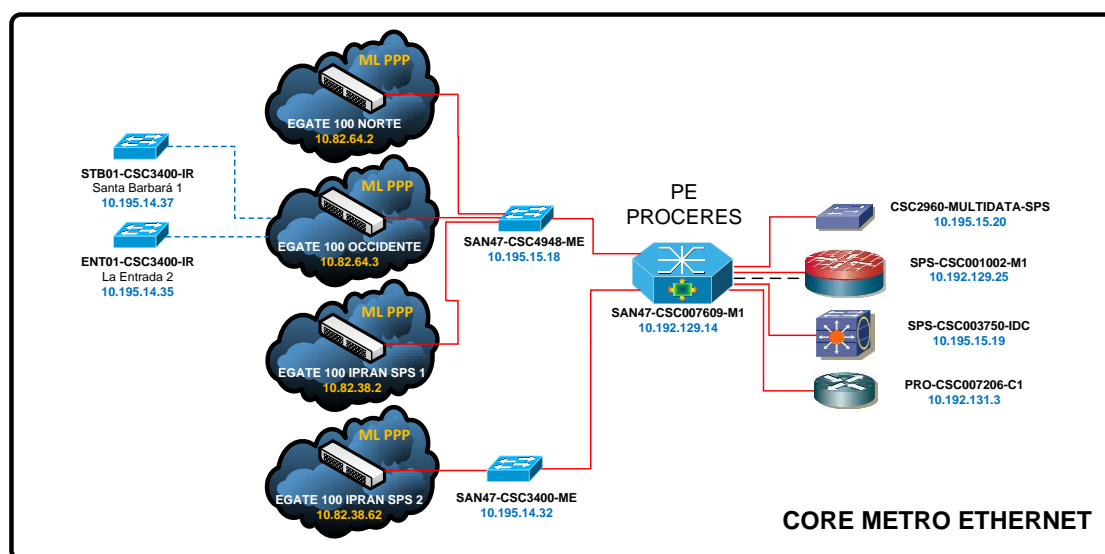 ML PPP
EGATE 100 NORTE
10.82.64.2
STB01-CSC3400-IR
Santa Barbará 1
10.195.14.37
ENT01-CSC3400-IR
La Entrada 2
10.195.14.35
ML PPP
EGATE 100 OCCIDENTE
10.82.64.3
SAN47-CSC4948-ME
10.195.15.18
ML PPP
EGATE 100 IPRAN SPS 1
10.82.38.2
ML PPP
EGATE 100 IPRAN SPS 2
10.82.38.62
SAN47-CSC3400-ME
10.195.14.32
PE
PROCERES
SAN47-CSC007609-M1
10.192.129.14
CSC2960-MULTIDATA-SPS
10.195.15.20
SPS-CSC001002-M1
10.192.129.25
SPS-CSC003750-IDC
10.195.15.19
PRO-CSC007206-C1
10.192.131.3
CORE METRO ETHERNET